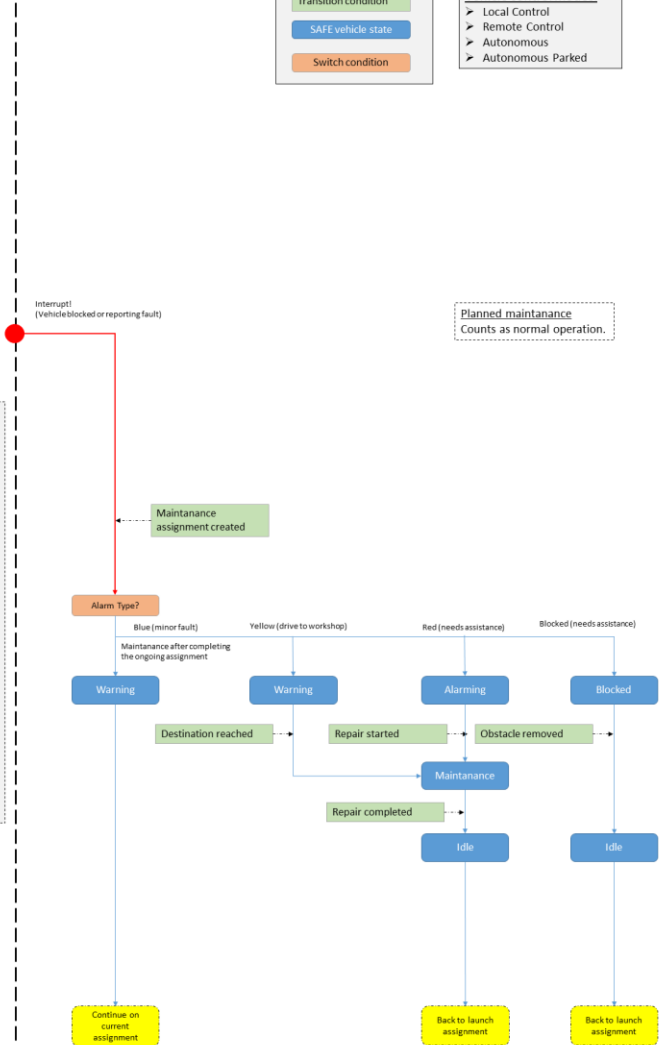 Transition condition
SAFE vehicle state
Switch condition
➢ Local Control
➢ Remote Control
➢ Autonomous
➢ Autonomous Parked
Interrupt!
(Vehicle blocked or reporting fault)
Planned maintanance
Counts as normal operation.
Maintanance
assignment created
Alarm Type?
Blue (minor fault)
Yellow (drive to workshop)
Red (needs assistance)
Blocked (needs assistance)
Maintanance after completing
the ongoing assignment
Warning
Warning
Alarming
Blocked
Destination reached
Repair started
Obstacle removed
Maintanance
Repair completed
Idle
Idle
Continue on
current
assignment
Back to launch
assignment
Back to launch
assignment